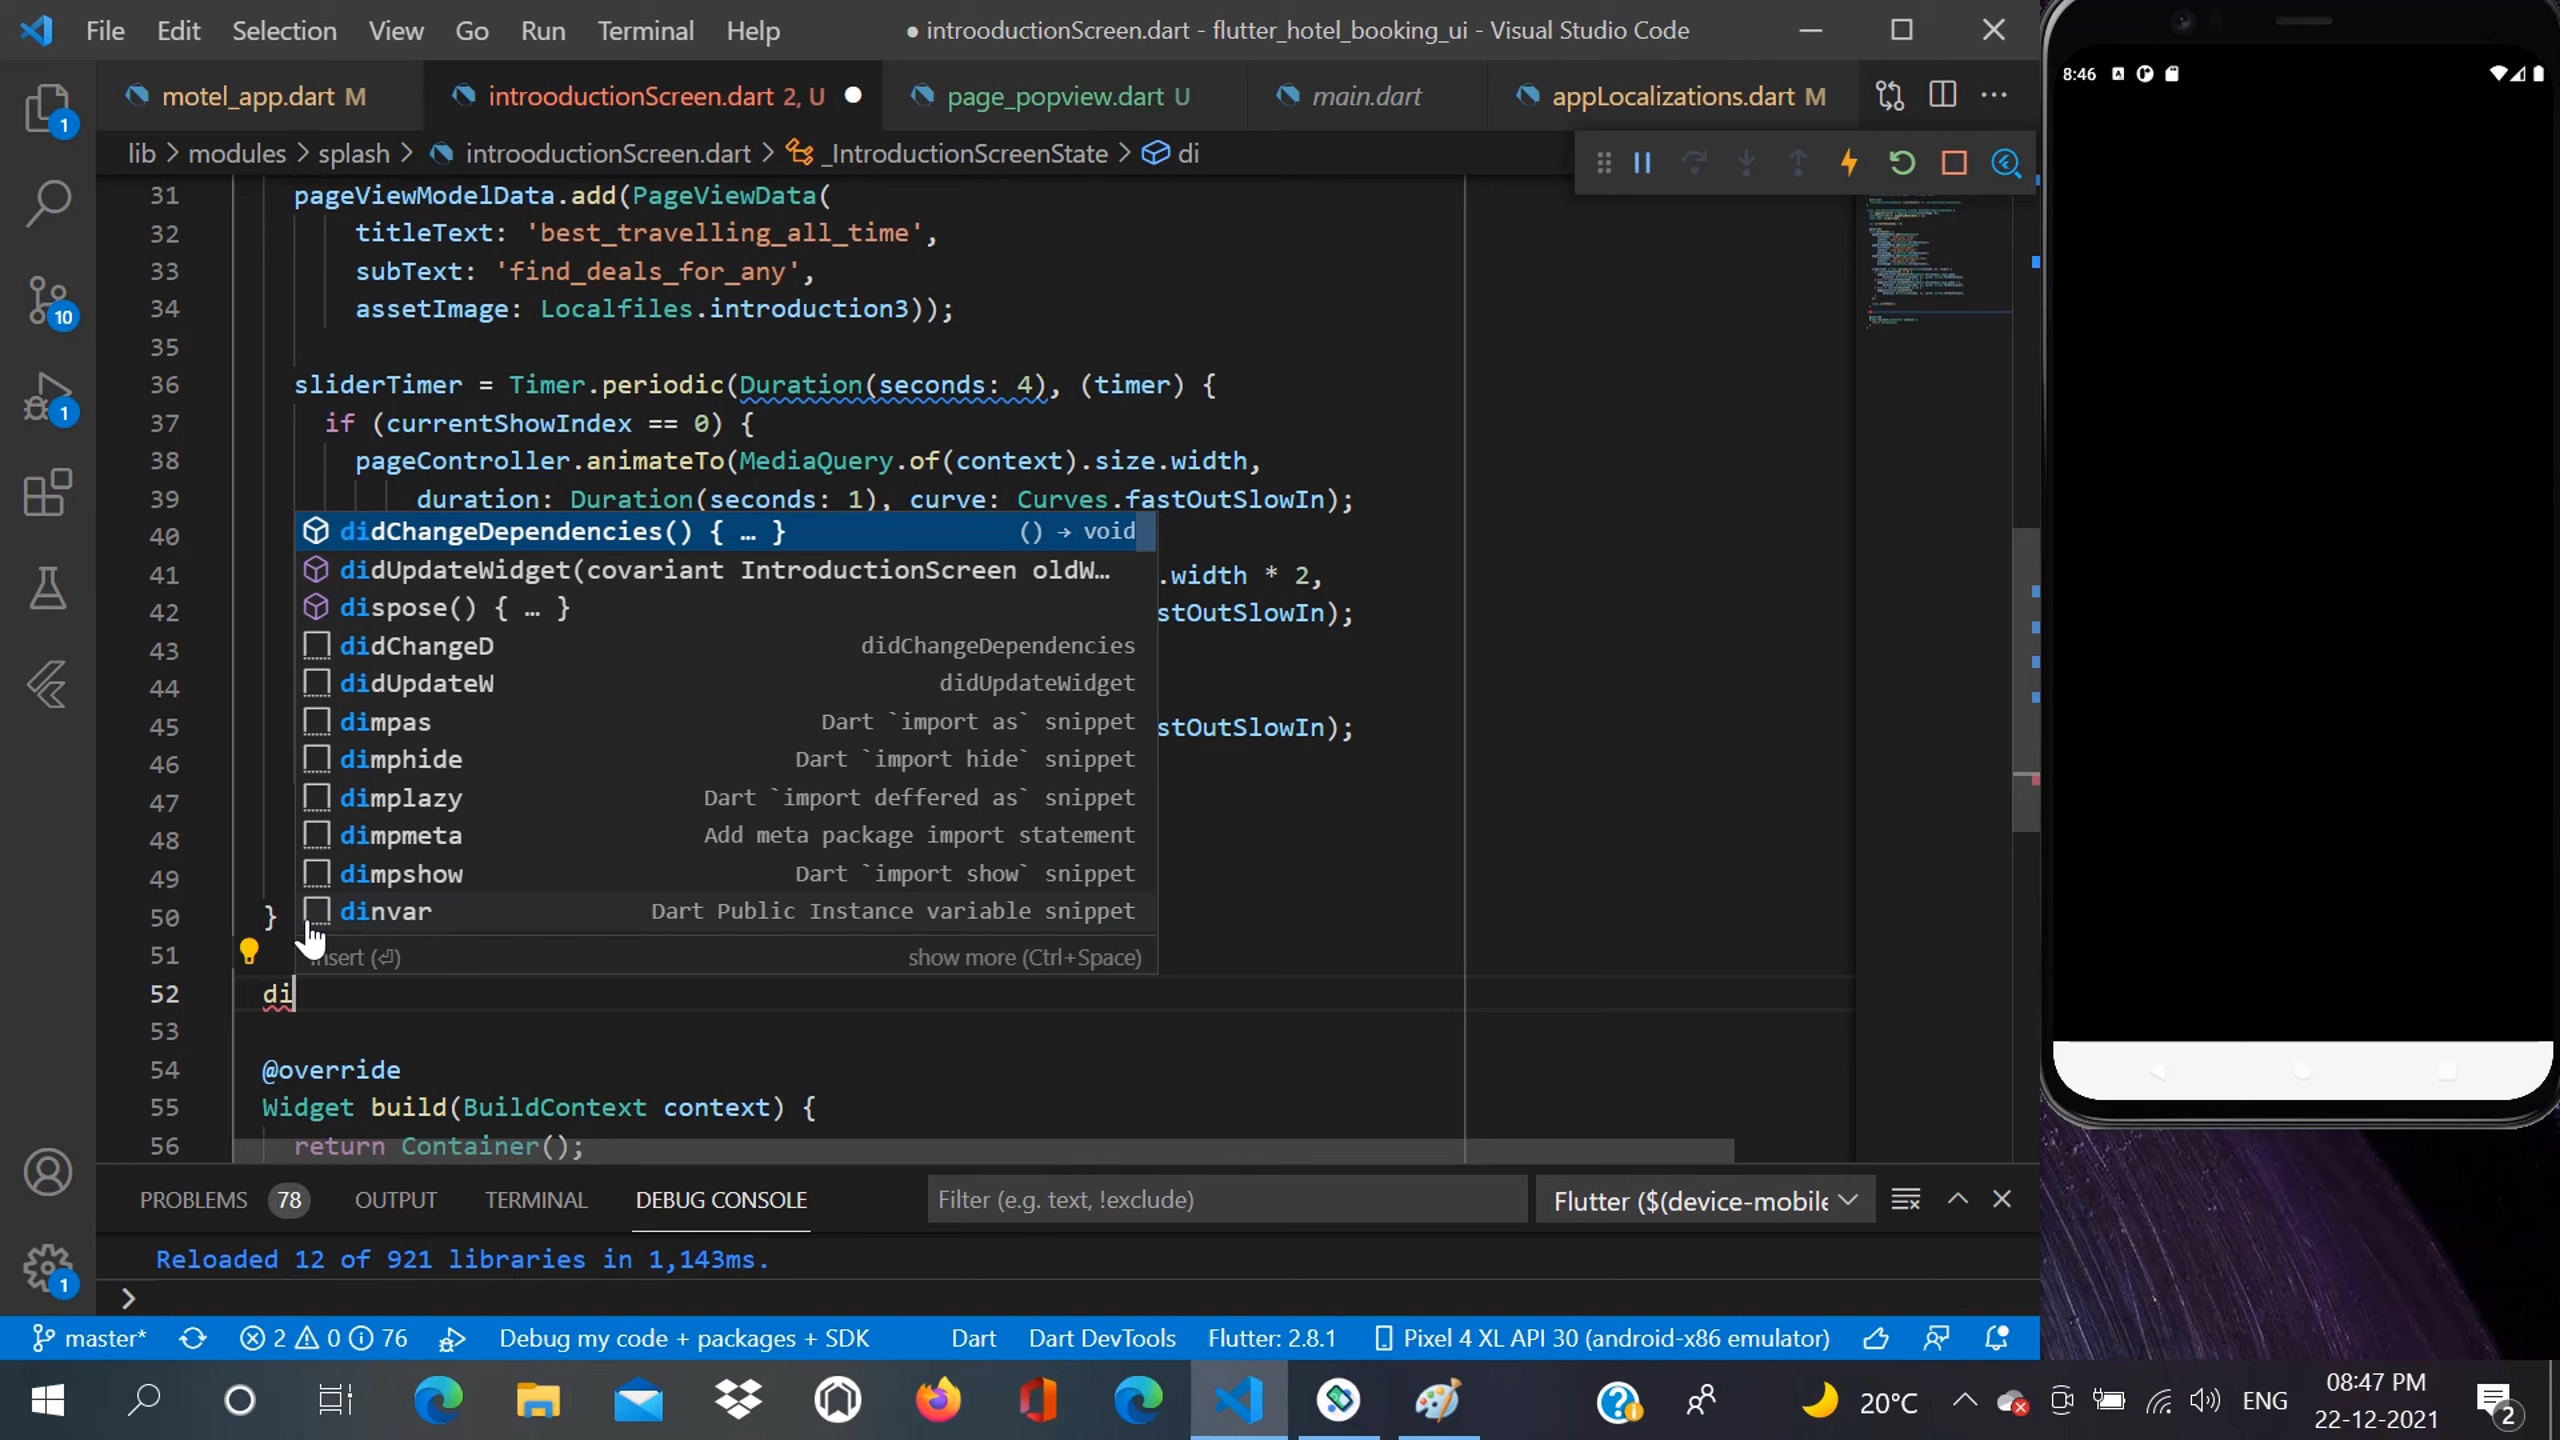 File Edit Selection View Go Run Terminal Help ● introoductionScreen.dart - flutter_hotel_booking_ui - Visual Studio Code
motel_app.dart M introoductionScreen.dart 2, U page_popview.dart U main.dart appLocalizations.dart M
lib > modules > splash > introoductionScreen.dart > _IntroductionScreenState > di
31 pageViewModelData.add(PageViewData(
32 titleText: 'best_travelling_all_time',
33 subText: 'find_deals_for_any',
34 assetImage: Localfiles.introduction3));
35
36 sliderTimer = Timer.periodic(Duration(seconds: 4), (timer) {
37 if (currentShowIndex == 0) {
38 pageController.animateTo(MediaQuery.of(context).size.width,
39 duration: Duration(seconds: 1), curve: Curves.fastOutSlowIn);
40 didChangeDependencies() { … } () → void
41 didUpdateWidget(covariant IntroductionScreen oldW… .width * 2,
42 dispose() { … } stOutSlowIn);
43 didChangeD didChangeDependencies
44 didUpdateW didUpdateWidget
45 dimpas Dart `import as` snippet stOutSlowIn);
46 dimphide Dart `import hide` snippet
47 dimplazy Dart `import deffered as` snippet
48 dimpmeta Add meta package import statement
49 dimpshow Dart `import show` snippet
50 } dinvar Dart Public Instance variable snippet
51 insert (⏎) show more (Ctrl+Space)
52 di
53
54 @override
55 Widget build(BuildContext context) {
56 return Container();
PROBLEMS 78 OUTPUT TERMINAL DEBUG CONSOLE Filter (e.g. text, !exclude) Flutter ($(device-mobile
Reloaded 12 of 921 libraries in 1,143ms.
>
master* 2 0 76 Debug my code + packages + SDK Dart Dart DevTools Flutter: 2.8.1 Pixel 4 XL API 30 (android-x86 emulator)
20°C ENG 08:47 PM
22-12-2021 2
8:46
1
10
1
1